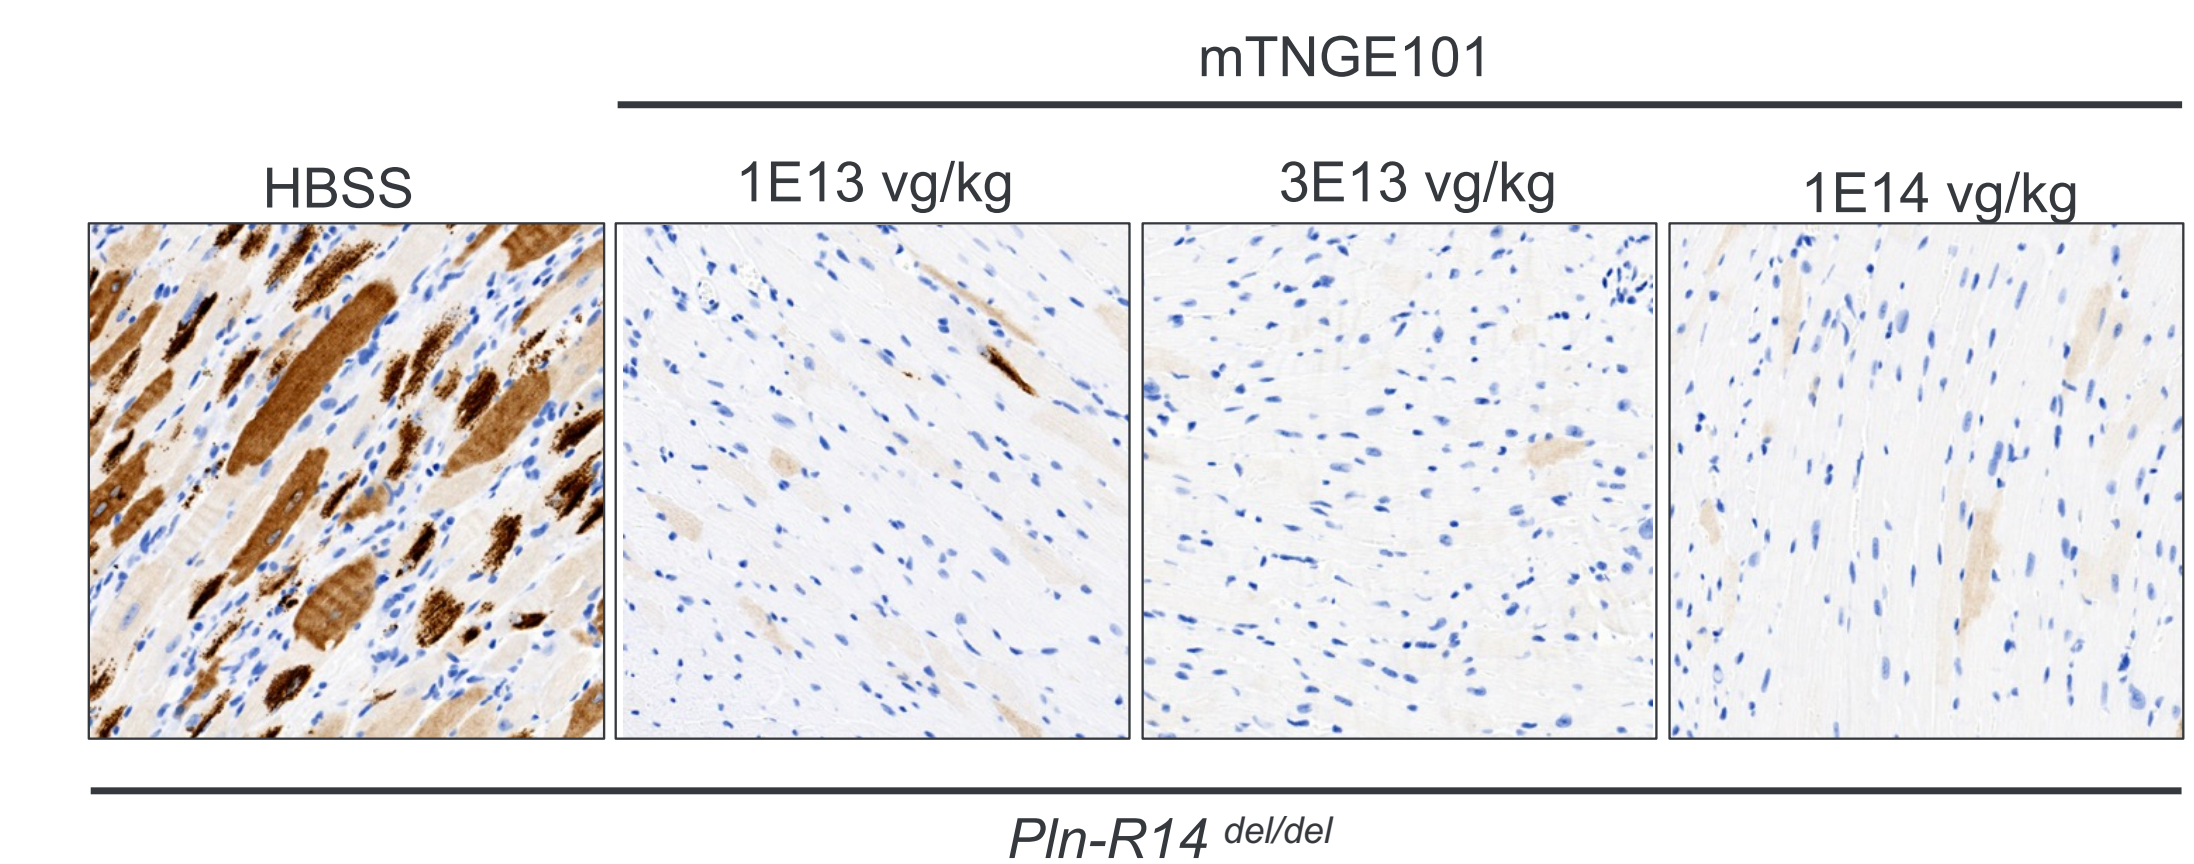 mTNGE101
HBSS
1E13 vg/kg
3E13 vg/kg
1E14 vg/kg
Pln-R14 del/del